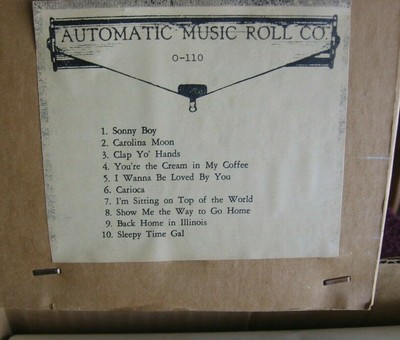 AUTOMATIC MUSIC ROLL CO.
O-110
1. Sonny Boy
2. Carolina Moon
3. Clap Yo' Hands
4. You're the Cream in My Coffee
5. I Wanna Be Loved By You
6. Carioca
7. I'm Sitting on Top of the World
8. Show Me the Way to Go Home
9. Back Home in Illinois
10. Sleepy Time Gal